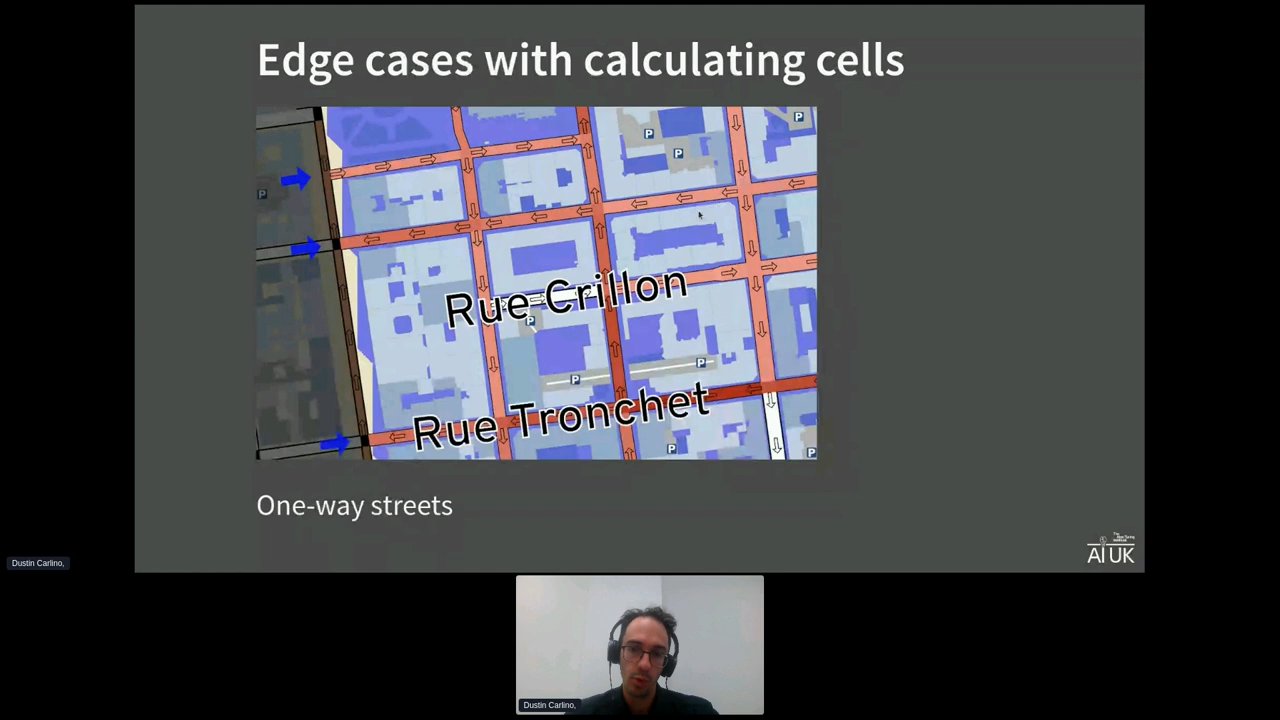 Edge cases with calculating cells
P
P
P
P
Rue Crillon
P
P
P
Rue Tronchet
P
P
One-way streets
AI UK
Dustin Carlino,
Dustin Carlino,